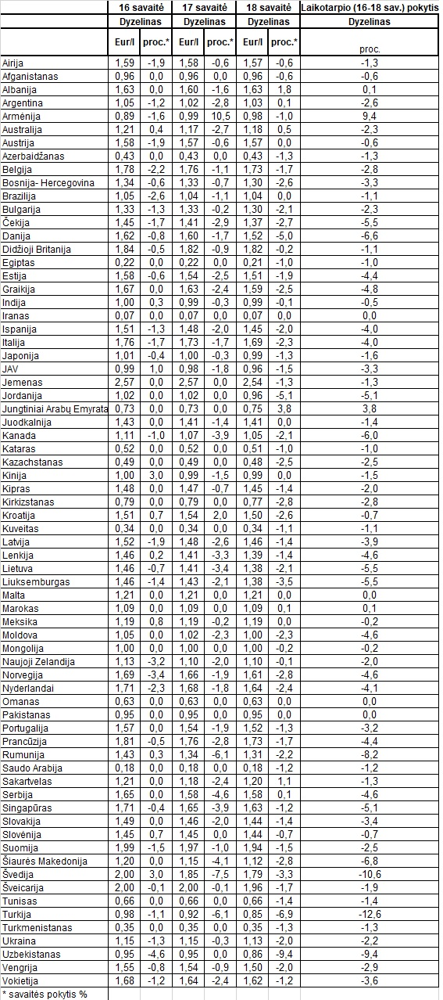 16 savaitė 17 savaitė 18 savaitė Laikotarpio (16-18 sav.) pokytis
Dyzelinas Dyzelinas Dyzelinas Dyzelinas
Eur/l proc.* Eur/l proc.* Eur/l proc.* proc.
Airija 1,59 -1,9 1,58 -0,6 1,57 -0,6 -1,3
Afganistanas 0,96 0,0 0,96 0,0 0,96 -0,6 -0,6
Albanija 1,63 0,0 1,60 -1,6 1,63 1,8 0,1
Argentina 1,05 -1,2 1,02 -2,8 1,03 0,1 -2,6
Armėnija 0,89 -1,6 0,99 10,5 0,98 -1,0 9,4
Australija 1,21 0,4 1,17 -2,7 1,18 0,5 -2,3
Austrija 1,58 -1,9 1,57 -0,6 1,57 0,0 -0,6
Azerbaidžanas 0,43 0,0 0,43 0,0 0,43 -1,3 -1,3
Belgija 1,78 -2,2 1,76 -1,1 1,73 -1,7 -2,8
Bosnija- Hercegovina 1,34 -0,6 1,33 -0,7 1,30 -2,6 -3,3
Brazilija 1,05 -2,6 1,04 -1,1 1,04 0,0 -1,1
Bulgarija 1,33 -1,3 1,33 -0,2 1,30 -2,1 -2,3
Čekija 1,45 -1,7 1,41 -2,9 1,37 -2,7 -5,5
Danija 1,62 -0,8 1,60 -1,7 1,52 -5,0 -6,6
Didžioji Britanija 1,84 -0,5 1,82 -0,9 1,82 -0,2 -1,1
Egiptas 0,22 0,0 0,22 0,0 0,21 -1,0 -1,0
Estija 1,58 -0,6 1,54 -2,5 1,51 -1,9 -4,4
Graikija 1,67 0,0 1,63 -2,4 1,59 -2,5 -4,8
Indija 1,00 0,3 0,99 -0,3 0,99 -0,1 -0,5
Iranas 0,07 0,0 0,07 0,0 0,07 0,0 0,0
Ispanija 1,51 -1,3 1,48 -2,0 1,45 -2,0 -4,0
Italija 1,76 -1,7 1,73 -1,7 1,69 -2,3 -4,0
Japonija 1,01 -0,4 1,00 -0,3 0,99 -1,3 -1,6
JAV 0,99 1,0 0,98 -1,8 0,96 -1,5 -3,3
Jemenas 2,57 0,0 2,57 0,0 2,54 -1,3 -1,3
Jordanija 1,02 0,0 1,02 0,0 0,96 -5,1 -5,1
Jungtiniai Arabų Emyrata 0,73 0,0 0,73 0,0 0,75 3,8 3,8
Juodkalnija 1,43 0,0 1,41 -1,4 1,41 0,0 -1,4
Kanada 1,11 -1,0 1,07 -3,9 1,05 -2,1 -6,0
Kataras 0,52 0,0 0,52 0,0 0,51 -1,0 -1,0
Kazachstanas 0,49 0,0 0,49 0,0 0,48 -2,5 -2,5
Kinija 1,00 3,0 0,99 -1,5 0,99 0,0 -1,5
Kipras 1,48 0,0 1,47 -0,7 1,45 -1,4 -2,0
Kirkizstanas 0,79 0,0 0,79 0,0 0,77 -2,8 -2,8
Kroatija 1,51 0,7 1,54 2,0 1,50 -2,6 -0,7
Kuveitas 0,34 0,0 0,34 0,0 0,34 -1,1 -1,1
Latvija 1,52 -1,9 1,48 -2,6 1,46 -1,4 -3,9
Lenkija 1,46 0,2 1,41 -3,3 1,39 -1,4 -4,6
Lietuva 1,46 -0,7 1,41 -3,4 1,38 -2,1 -5,5
Liuksemburgas 1,46 -1,4 1,43 -2,1 1,38 -3,5 -5,5
Malta 1,21 0,0 1,21 0,0 1,21 0,0 0,0
Marokas 1,09 0,0 1,09 0,0 1,09 0,1 0,1
Meksika 1,19 0,8 1,19 -0,2 1,19 0,0 -0,2
Moldova 1,05 0,0 1,02 -2,3 1,00 -2,3 -4,6
Mongolija 1,00 0,0 1,00 0,0 1,00 -0,2 -0,2
Naujoji Zelandija 1,13 -3,2 1,10 -2,0 1,10 -0,1 -2,0
Norvegija 1,69 -3,4 1,66 -1,9 1,61 -2,8 -4,6
Nyderlandai 1,71 -2,3 1,68 -1,8 1,64 -2,4 -4,1
Omanas 0,63 0,0 0,63 0,0 0,63 0,0 0,0
Pakistanas 0,95 0,0 0,95 0,0 0,95 0,0 0,0
Portugalija 1,57 0,0 1,54 -1,9 1,52 -1,3 -3,2
Prancūzija 1,81 -0,5 1,76 -2,8 1,73 -1,7 -4,4
Rumunija 1,43 0,3 1,34 -6,1 1,31 -2,2 -8,2
Saudo Arabija 0,18 0,0 0,18 0,0 0,18 -1,2 -1,2
Sakartvelas 1,21 0,0 1,18 -2,4 1,20 1,1 -1,3
Serbija 1,65 0,0 1,58 -4,6 1,58 0,1 -4,6
Singapūras 1,71 -0,4 1,65 -3,9 1,63 -1,2 -5,1
Slovakija 1,49 0,0 1,46 -2,0 1,44 -1,4 -3,4
Slovėnija 1,45 0,7 1,45 0,0 1,44 -0,7 -0,7
Suomija 1,99 -1,5 1,97 -1,0 1,94 -1,5 -2,5
Šiaurės Makedonija 1,20 0,0 1,15 -4,1 1,12 -2,8 -6,8
Švedija 2,00 3,0 1,85 -7,5 1,79 -3,3 -10,6
Šveicarija 2,00 -0,1 2,00 -0,1 1,96 -1,7 -1,9
Tunisas 0,66 0,0 0,66 0,0 0,66 -1,4 -1,4
Turkija 0,98 -1,1 0,92 -6,1 0,85 -6,9 -12,6
Turkmenistanas 0,35 0,0 0,35 0,0 0,35 -1,3 -1,3
Ukraina 1,15 -1,3 1,15 -0,3 1,13 -2,0 -2,2
Uzbekistanas 0,95 -4,6 0,95 0,0 0,86 -9,4 -9,4
Vengrija 1,55 -0,8 1,54 -0,9 1,50 -2,0 -2,9
Vokietija 1,68 -1,2 1,64 -2,4 1,62 -1,2 -3,6
* savaitės pokytis %